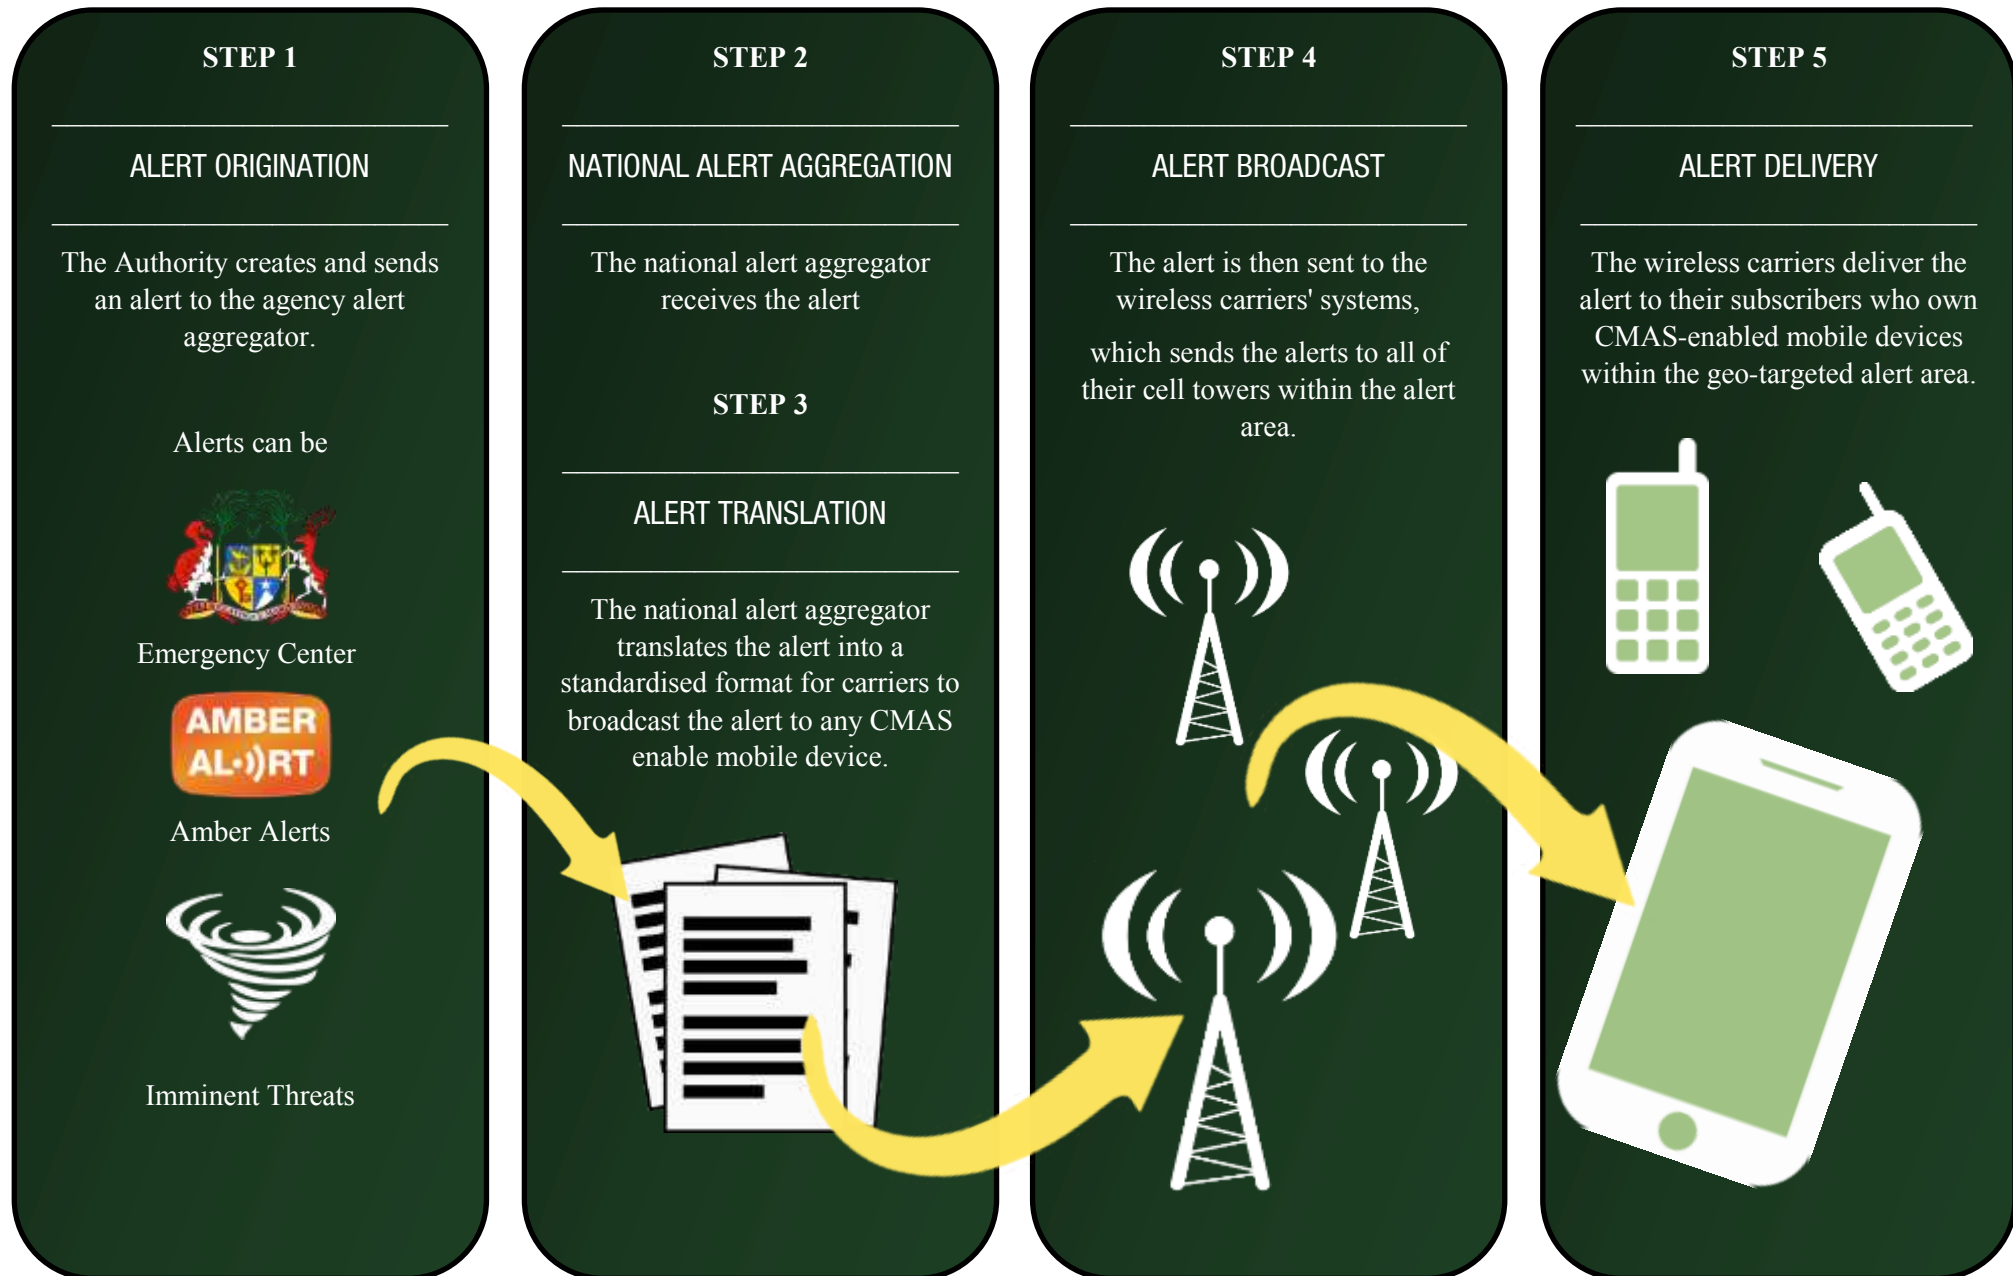 STEP 1
ALERT ORIGINATION
The Authority creates and sends
an alert to the agency alert
aggregator.
Alerts can be
Emergency Center
AMBER
AL•))RT
Amber Alerts
Imminent Threats
STEP 2
NATIONAL ALERT AGGREGATION
The national alert aggregator
receives the alert
STEP 3
ALERT TRANSLATION
The national alert aggregator
translates the alert into a
standardised format for carriers to
broadcast the alert to any CMAS
enable mobile device.
STEP 4
ALERT BROADCAST
The alert is then sent to the
wireless carriers' systems,
which sends the alerts to all of
their cell towers within the alert
area.
STEP 5
ALERT DELIVERY
The wireless carriers deliver the
alert to their subscribers who own
CMAS-enabled mobile devices
within the geo-targeted alert area.